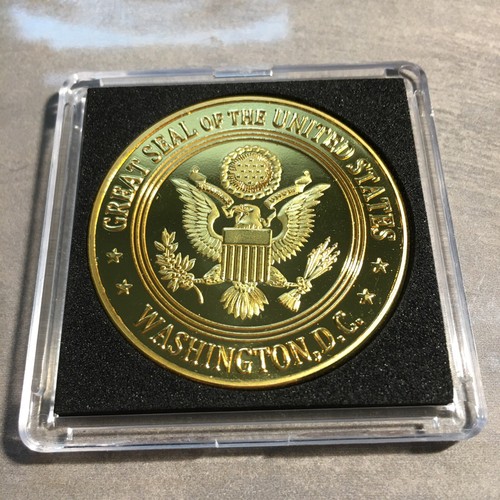 GREAT SEAL OF THE UNITED STATES
WASHINGTON, D.C.